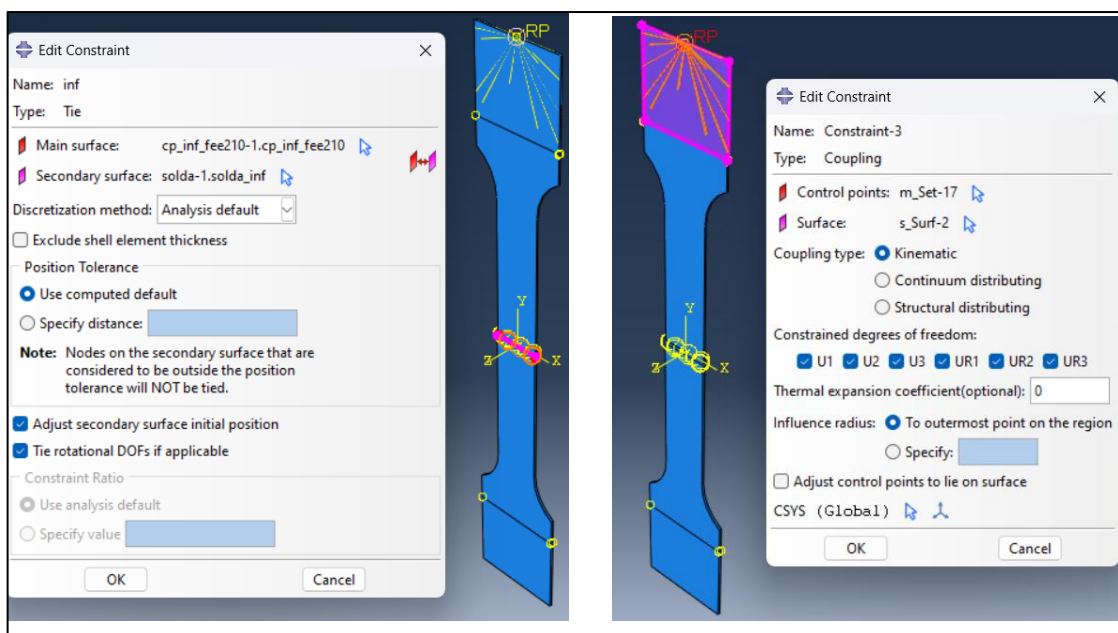 Edit Constraint
Name: inf
Type: Tie
Main surface: cp_inf_fee210-1.cp_inf_fee210
Secondary surface: solda-1.solda_inf
Discretization method: Analysis default
Exclude shell element thickness
Position Tolerance
Use computed default
Specify distance:
Note: Nodes on the secondary surface that are
considered to be outside the position
tolerance will NOT be tied.
Adjust secondary surface initial position
Tie rotational DOFs if applicable
Constraint Ratio
Use analysis default
Specify value
OK Cancel
RP
Y
Z X
RP
Y
Z X
Edit Constraint
Name: Constraint-3
Type: Coupling
Control points: m_Set-17
Surface: s_Surf-2
Coupling type: Kinematic
Continuum distributing
Structural distributing
Constrained degrees of freedom:
U1 U2 U3 UR1 UR2 UR3
Thermal expansion coefficient(optional): 0
Influence radius: To outermost point on the region
Specify:
Adjust control points to lie on surface
CSYS (Global)
OK Cancel